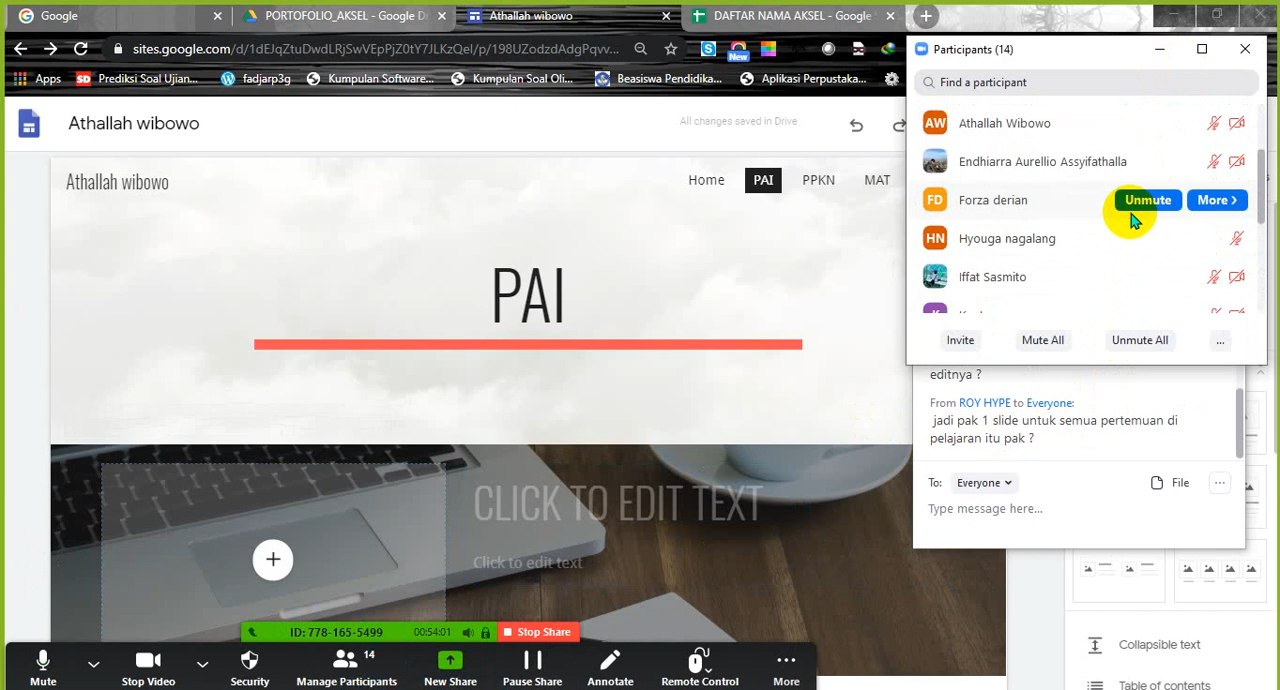 Google
PORTOFOLIO_AKSEL - Google D
Athallah wibowo
DAFTAR NAMA AKSEL - Google
sites.google.com/d/1dEJqZtuDwdLRjSwVEpPjZ0tY7JLKzQeI/p/198UZodzdAdgPqvv...
New
Apps
Prediksi Soal Ujian...
fadjarp3g
Kumpulan Software...
Kumpulan Soal Oli...
Beasiswa Pendidika...
Aplikasi Perpustaka...
Athallah wibowo
All changes saved in Drive
Athallah wibowo
Home
PAI
PPKN
MAT
PAI
CLICK TO EDIT TEXT
Click to edit text
Participants (14)
Find a participant
AW Athallah Wibowo
Endhiarra Aurellio Assyifathalla
FD Forza derian Unmute More >
HN Hyouga nagalang
Iffat Sasmito
Invite
Mute All
Unmute All
...
editnya ?
From ROY HYPE to Everyone:
jadi pak 1 slide untuk semua pertemuan di
pelajaran itu pak ?
To: Everyone
File
Type message here...
Collapsible text
Table of contents
ID: 778-165-5499
00:54:01
Stop Share
Mute
Stop Video
Security
14
Manage Participants
New Share
Pause Share
Annotate
Remote Control
More